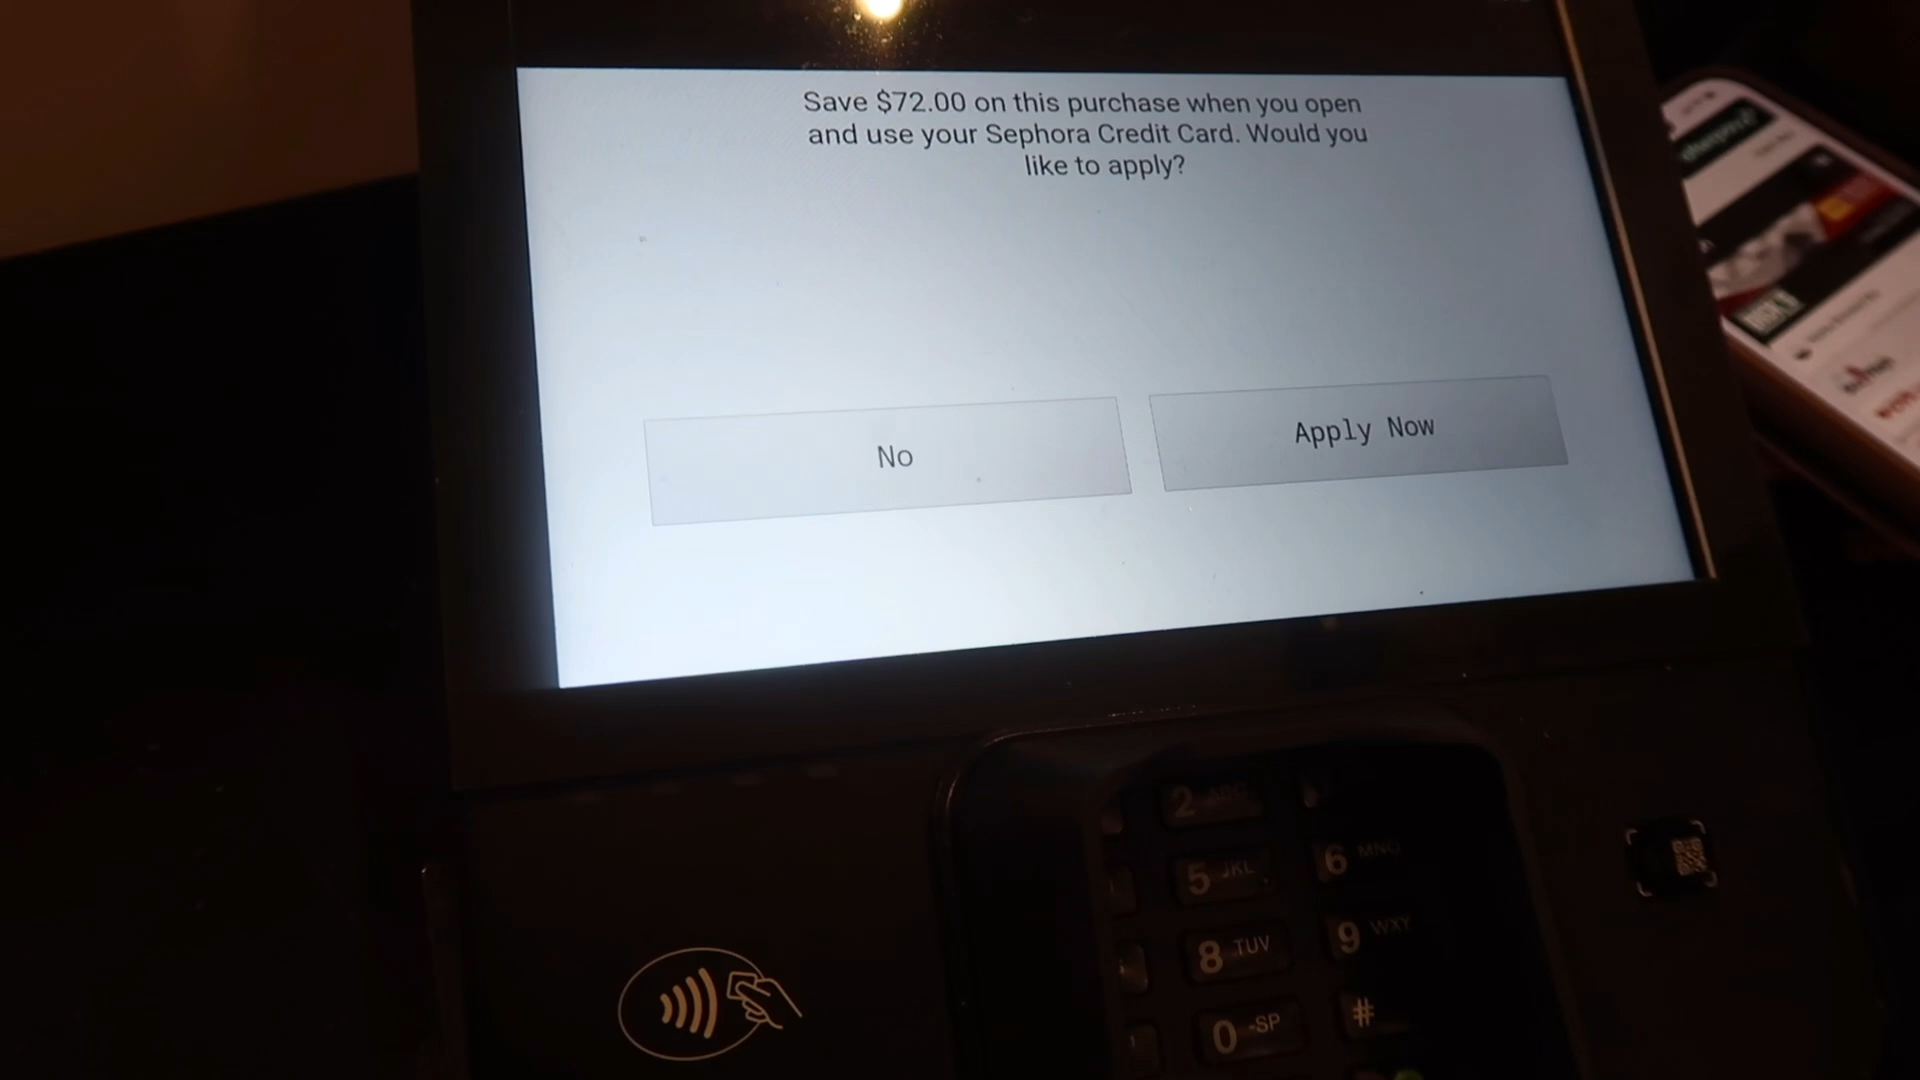 Save $72.00 on this purchase when you open
and use your Sephora Credit Card. Would you
like to apply?
No
Apply Now
2 ABC
5 JKL
6 MNO
8 TUV
9 WXY
0 -SP
#